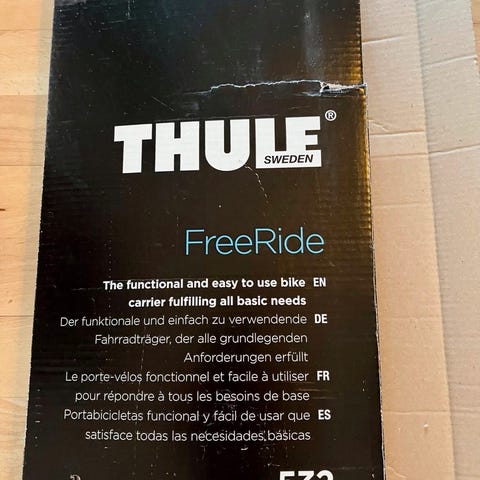 THULE®
SWEDEN
FreeRide
The functional and easy to use bike EN
carrier fulfilling all basic needs
Der funktionale und einfach zu verwendende DE
Fahrradträger, der alle grundlegenden
Anforderungen erfüllt
Le porte-vélos fonctionnel et facile à utiliser FR
pour répondre à tous les besoins de base
Portabicicletas funcional y fácil de usar que ES
satisface todas las necesidades básicas
532